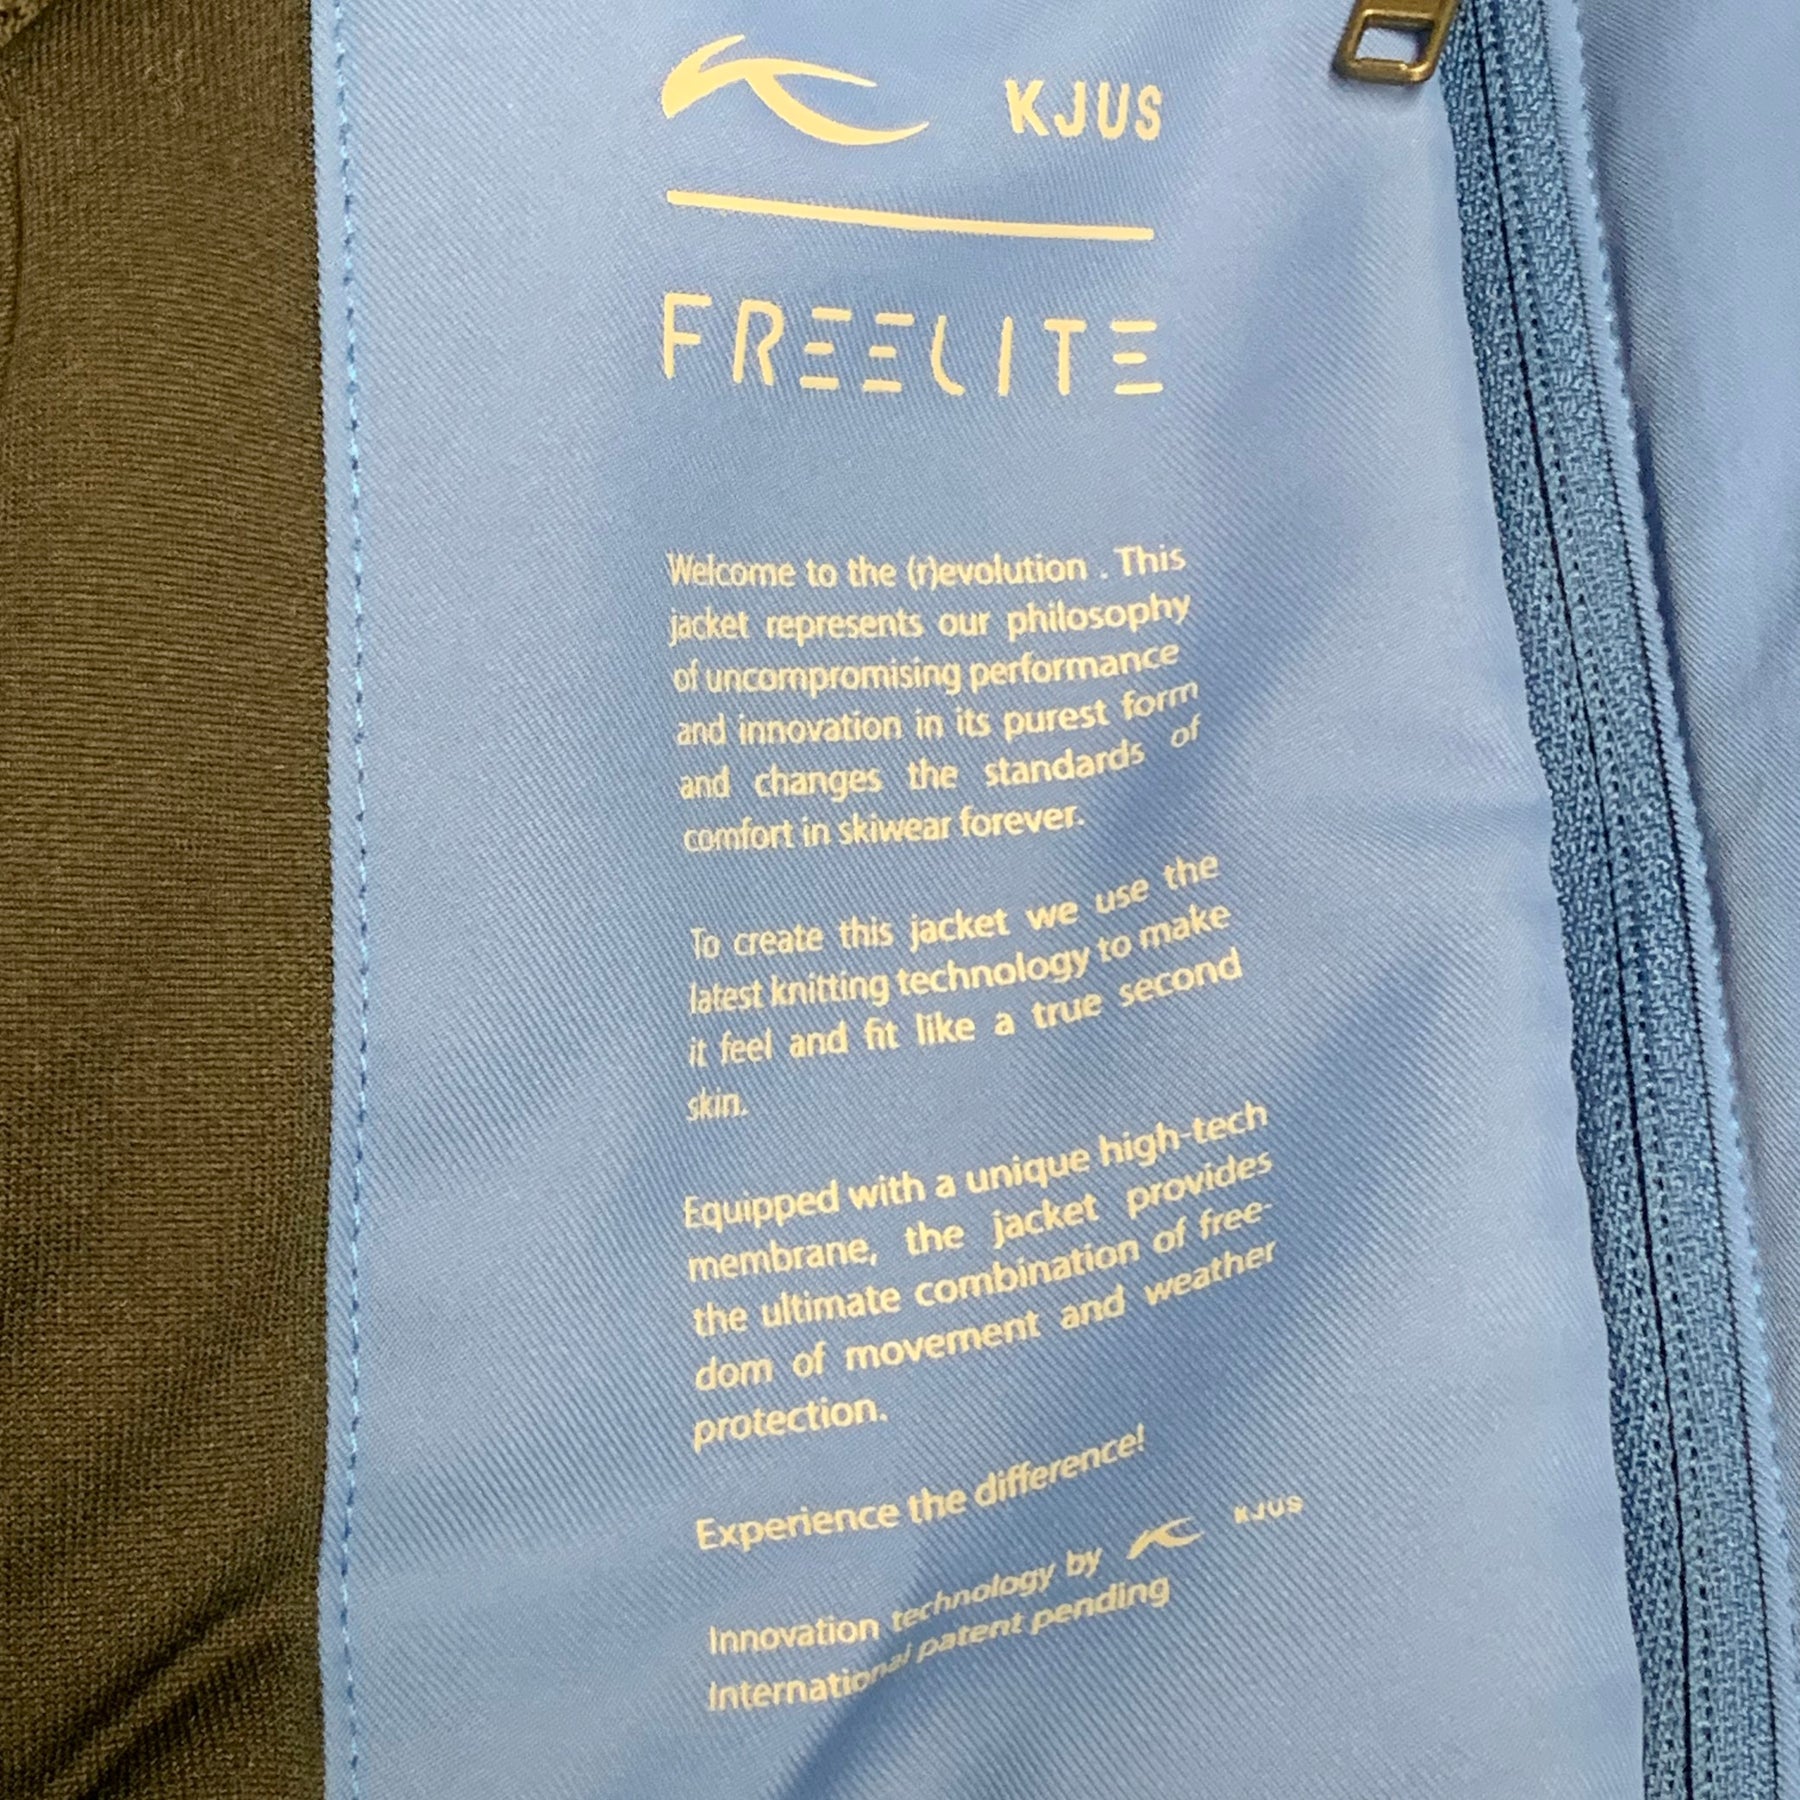 KJUS
FREELITE
Welcome to the (r)evolution . This
jacket represents our philosophy
of uncompromising performance
and innovation in its purest form
and changes the standards of
comfort in skiwear forever.
To create this jacket we use the
latest knitting technology to make
it feel and fit like a true second
skin.
Equipped with a unique high-tech
membrane, the jacket provides
the ultimate combination of free-
dom of movement and weather
protection.
Experience the difference!
Innovation technology by KJUS
International patent pending